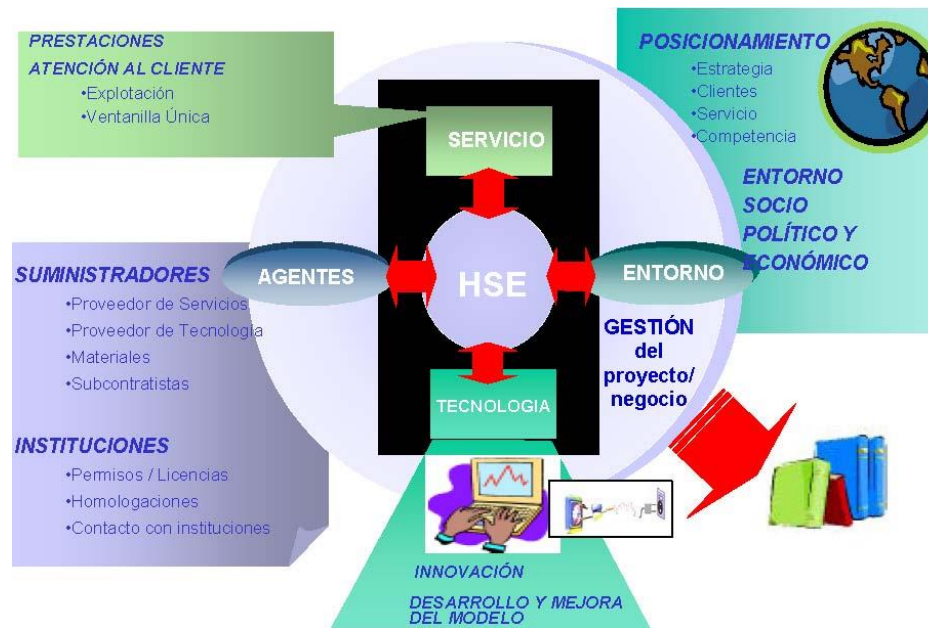 PRESTACIONES
ATENCIÓN AL CLIENTE
•Explotación
•Ventanilla Única
SERVICIO
POSICIONAMIENTO
•Estrategia
•Clientes
•Servicio
•Competencia
ENTORNO
SOCIO
POLÍTICO Y
ECONÓMICO
AGENTES
HSE
ENTORNO
SUMINISTRADORES
•Proveedor de Servicios
•Proveedor de Tecnología
•Materiales
•Subcontratistas
INSTITUCIONES
•Permisos / Licencias
•Homologaciones
•Contacto con instituciones
GESTIÓN
del
proyecto/
negocio
TECNOLOGIA
INNOVACIÓN
DESARROLLO Y MEJORA
DEL MODELO